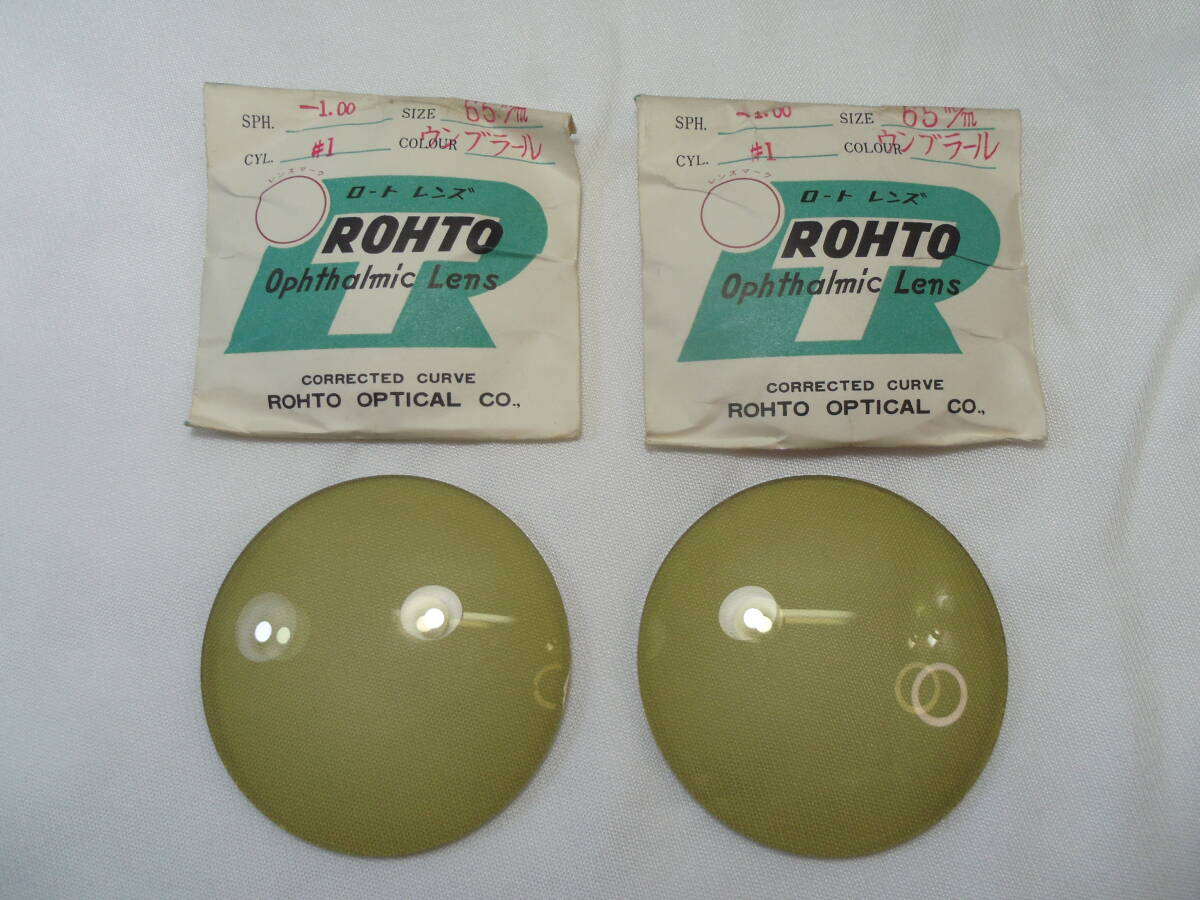 SPH. -1.00 SIZE 65 m/m
CYL. #1 COLOUR ウンブラール
レンズマーク
ロート レンズ
ROHTO
Ophthalmic Lens
CORRECTED CURVE
ROHTO OPTICAL CO.,
SPH. -1.00 SIZE 65 m/m
CYL. #1 COLOUR ウンブラール
レンズマーク
ロート レンズ
ROHTO
Ophthalmic Lens
CORRECTED CURVE
ROHTO OPTICAL CO.,